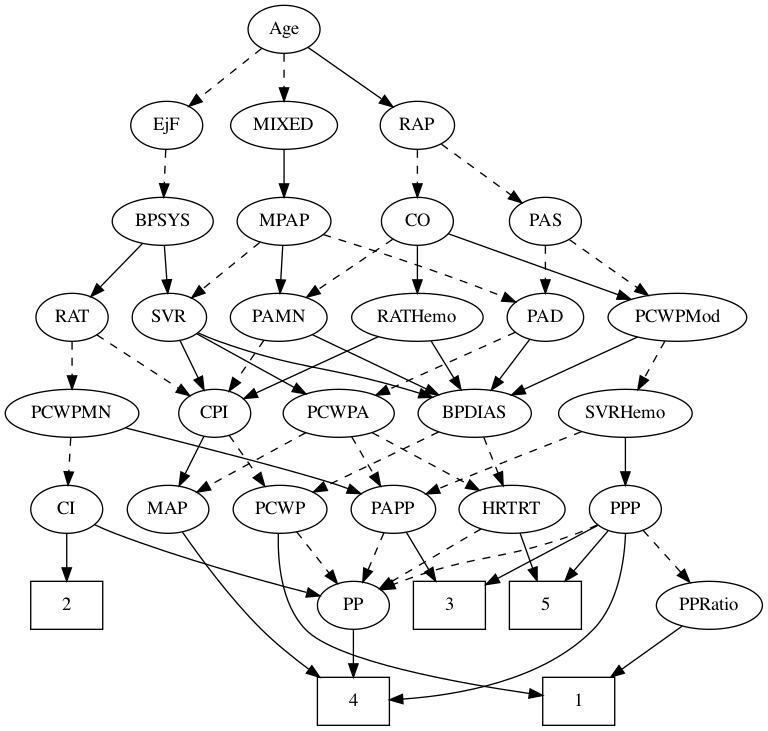 Age
EjF
MIXED
RAP
BPSYS
MPAP
CO
PAS
RAT
SVR
PAMN
RATHemo
PAD
PCWPMod
PCWPMN
CPI
PCWPA
BPDIAS
SVRHemo
CI
MAP
PCWP
PAPP
HRTRT
PPP
2
PP
3
5
PPRatio
4
1